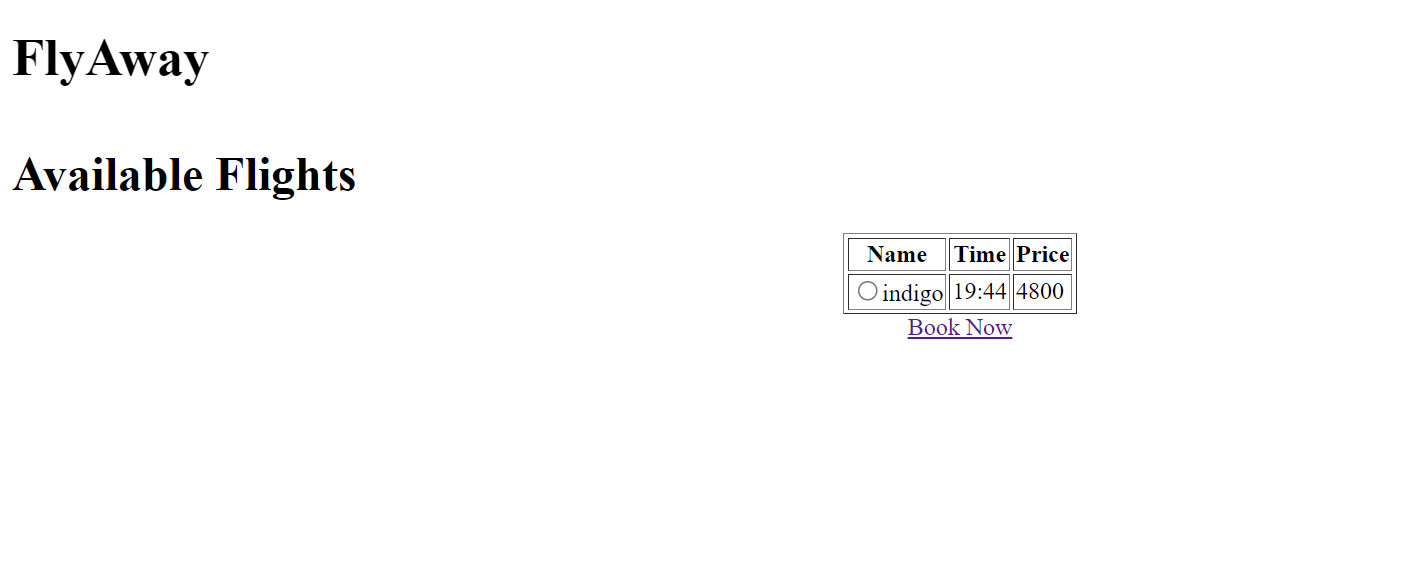 FlyAway
Available Flights
Name Time Price
indigo 19:44 4800
Book Now